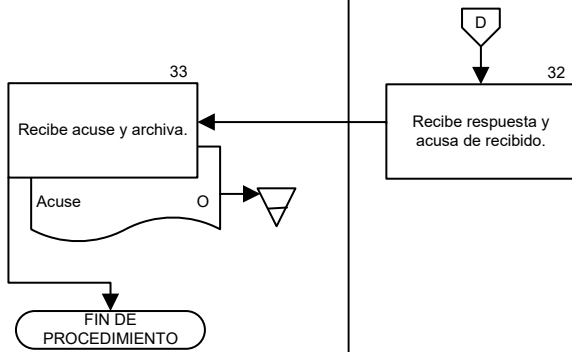 D
33
32
Recibe acuse y archiva.
Recibe respuesta y
acusa de recibido.
Acuse
O
FIN DE
PROCEDIMIENTO